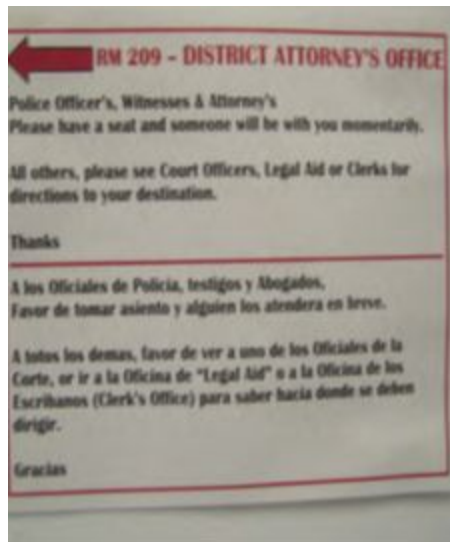 RM 209 - DISTRICT ATTORNEY'S OFFICE
Police Officer's, Witnesses & Attorney's
Please have a seat and someone will be with you momentarily.
All others, please see Court Officers, Legal Aid or Clerks for
directions to your destination.
Thanks
A los Oficiales de Policia, testigos y Abogados,
Favor de tomar asiento y alguien los atendera en breve.
A totos los demas, favor de ver a uno de los Oficiales de la
Corte, or ir a la Oficina de "Legal Aid" o a la Oficina de los
Escribanos (Clerk's Office) para saber hacia donde se deben
dirigir.
Gracias